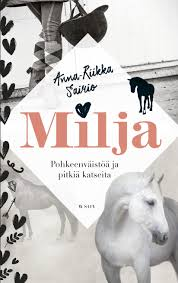 Anna-Riikka
Sairio
Milja
Pohkeenväistöä ja
pitkiä katseita
WSOY